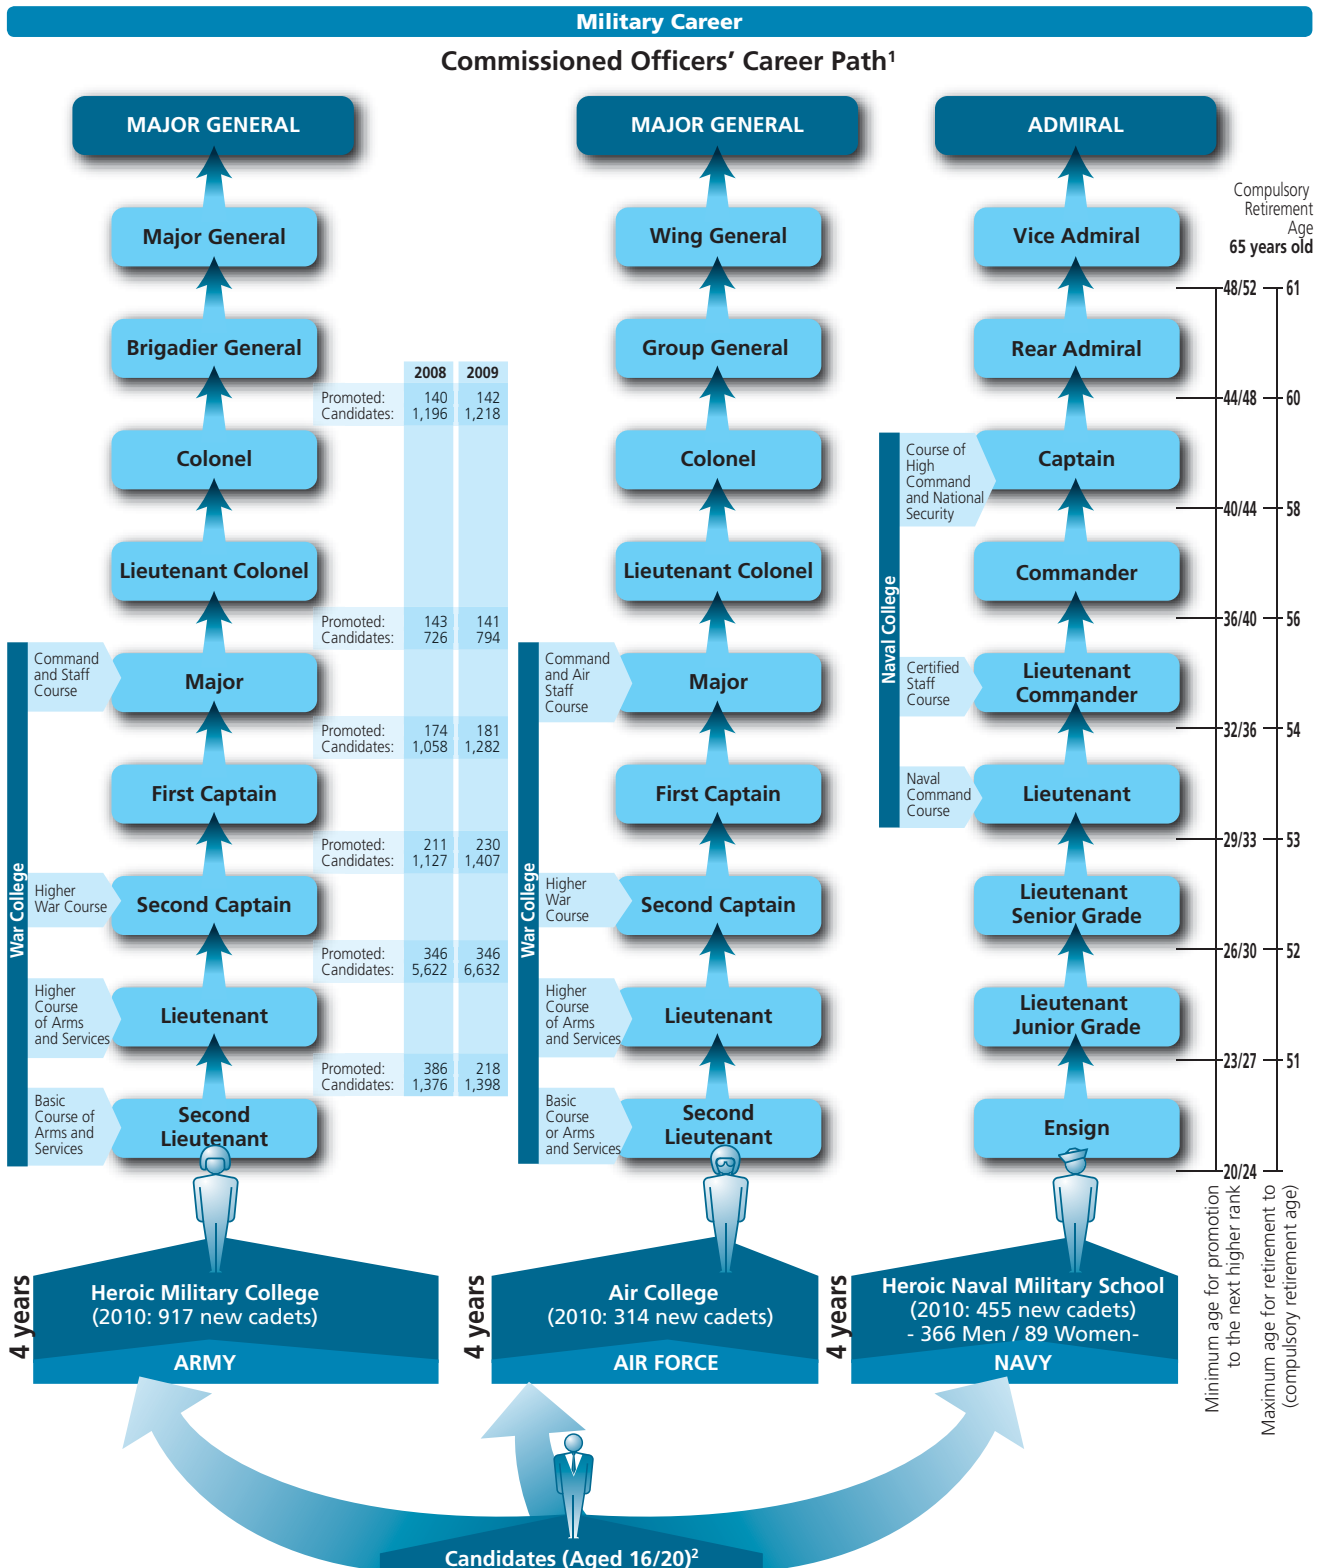 Military Career
Commissioned Officers' Career Path¹
MAJOR GENERAL
Major General
Brigadier General
Colonel
Lieutenant Colonel
Major
First Captain
Second Captain
Lieutenant
Second
Lieutenant
War College
Command
and Staff
Course
Higher
War Course
Higher
Course
of Arms
and Services
Basic
Course of
Arms and
Services
2008 2009
Promoted: 140 142
Candidates: 1,196 1,218
Promoted: 143 141
Candidates: 726 794
Promoted: 174 181
Candidates: 1,058 1,282
Promoted: 211 230
Candidates: 1,127 1,407
Promoted: 346 346
Candidates: 5,622 6,632
Promoted: 386 218
Candidates: 1,376 1,398
MAJOR GENERAL
Wing General
Group General
Colonel
Lieutenant Colonel
Major
First Captain
Second Captain
Lieutenant
Second
Lieutenant
War College
Command
and Air
Staff
Course
Higher
War
Course
Higher
Course
of Arms
and Services
Basic
Course
or Arms
and Services
ADMIRAL
Vice Admiral
Rear Admiral
Captain
Commander
Lieutenant
Commander
Lieutenant
Lieutenant
Senior Grade
Lieutenant
Junior Grade
Ensign
Naval College
Course of
High
Command
and National
Security
Certified
Staff
Course
Naval
Command
Course
Compulsory
Retirement
Age
65 years old
48/52 61
44/48 60
40/44 58
36/40 56
32/36 54
29/33 53
26/30 52
23/27 51
20/24
Minimum age for promotion
to the next higher rank
Maximum age for retirement to
(compulsory retirement age)
4 years
Heroic Military College
(2010: 917 new cadets)
ARMY
4 years
Air College
(2010: 314 new cadets)
AIR FORCE
4 years
Heroic Naval Military School
(2010: 455 new cadets)
- 366 Men / 89 Women-
NAVY
Candidates (Aged 16/20)²